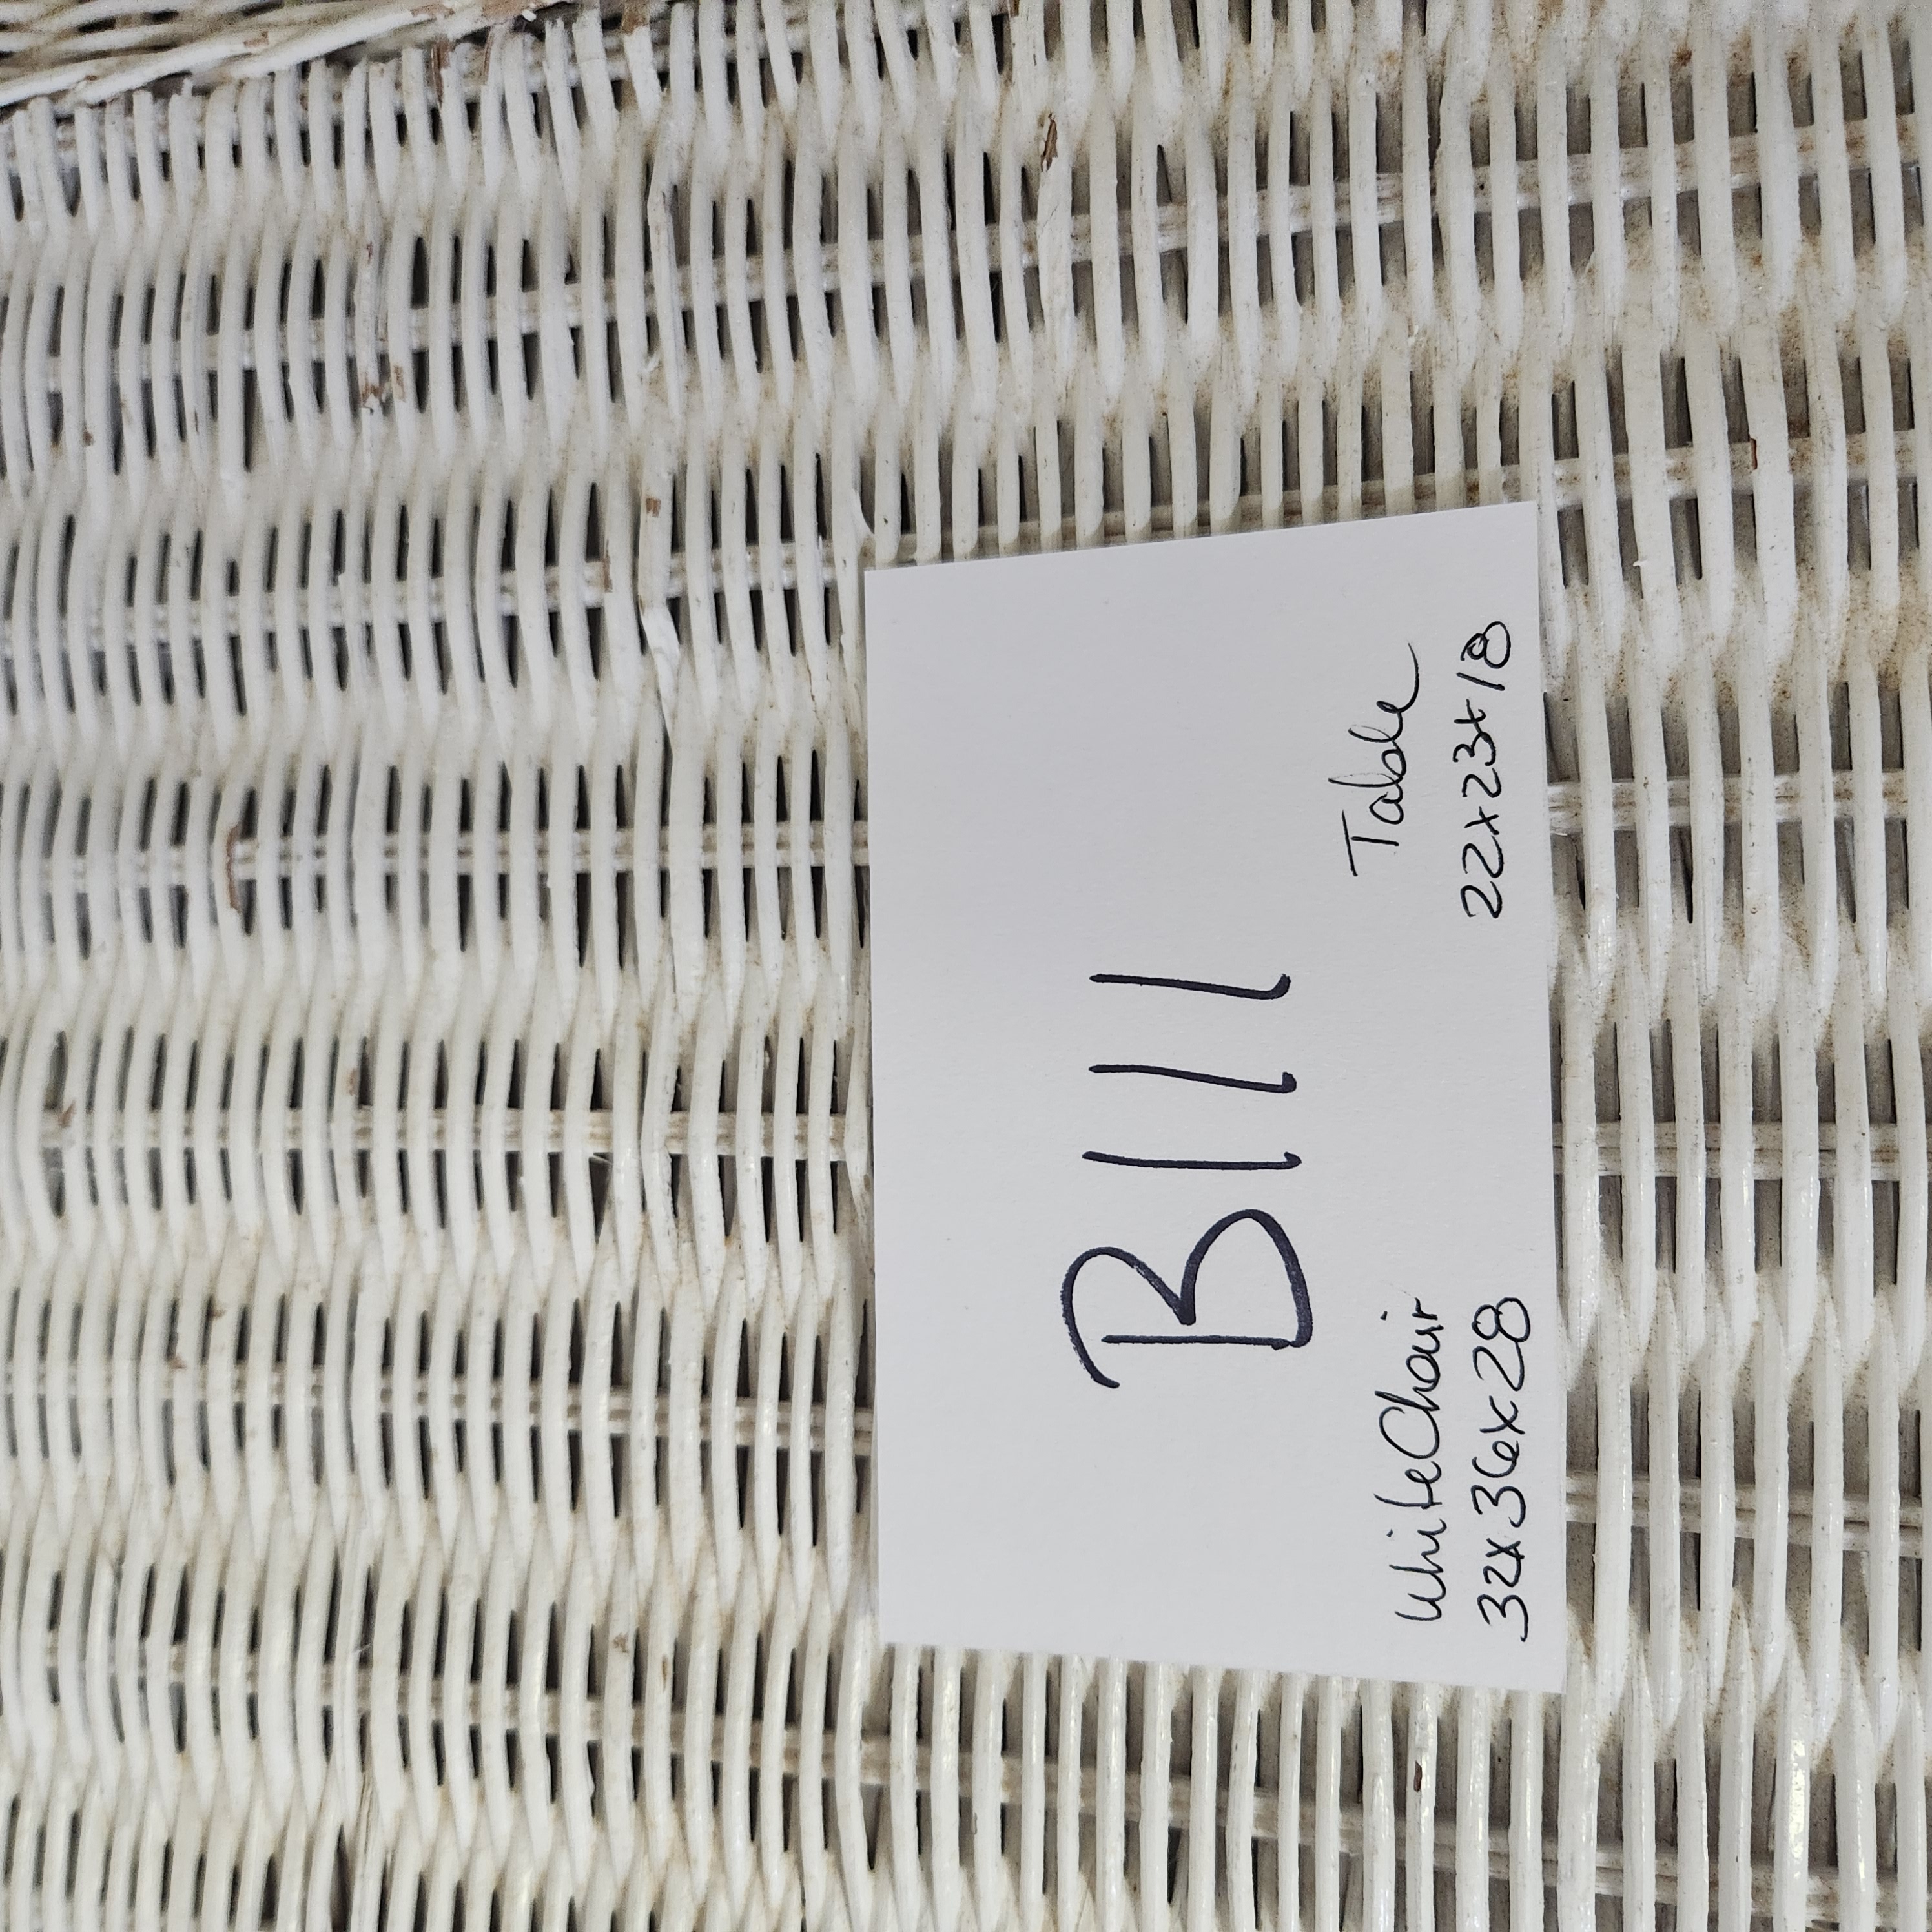 B111
White Chair
32x36x28
Table
22x23x18